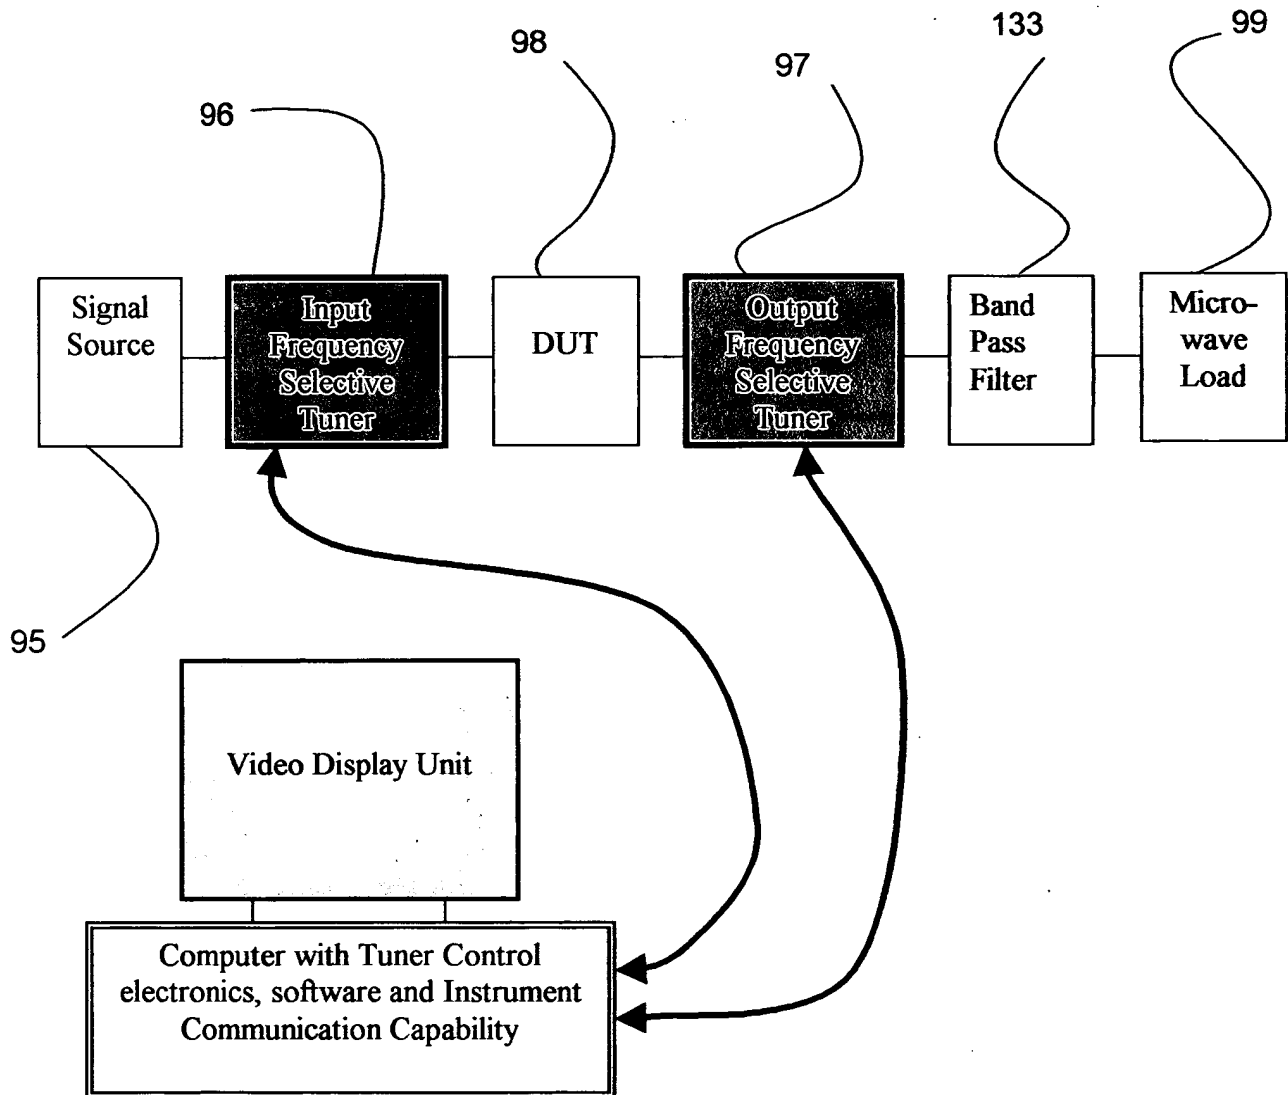 133
99
98
97
96
Signal
Source
Input
Frequency
Selective
Tuner
DUT
Output
Frequency
Selective
Tuner
Band
Pass
Filter
Micro-
wave
Load
95
Video Display Unit
Computer with Tuner Control
electronics, software and Instrument
Communication Capability